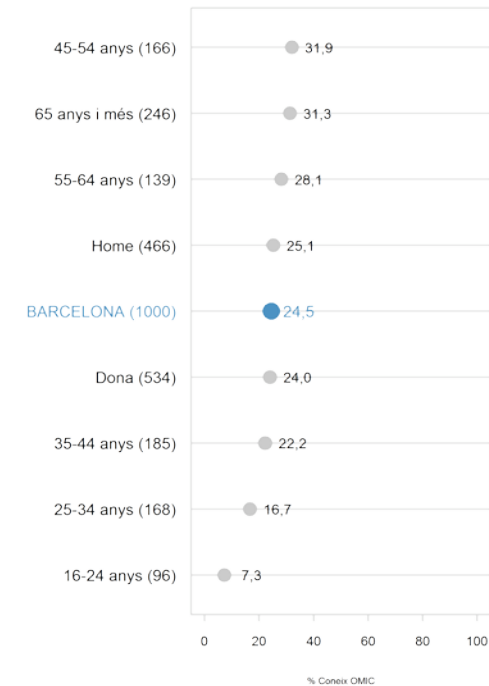 45-54 anys (166) 31,9
65 anys i més (246) 31,3
55-64 anys (139) 28,1
Home (466) 25,1
BARCELONA (1000) 24,5
Dona (534) 24,0
35-44 anys (185) 22,2
25-34 anys (168) 16,7
16-24 anys (96) 7,3
0 20 40 60 80 100
% Coneix OMIC